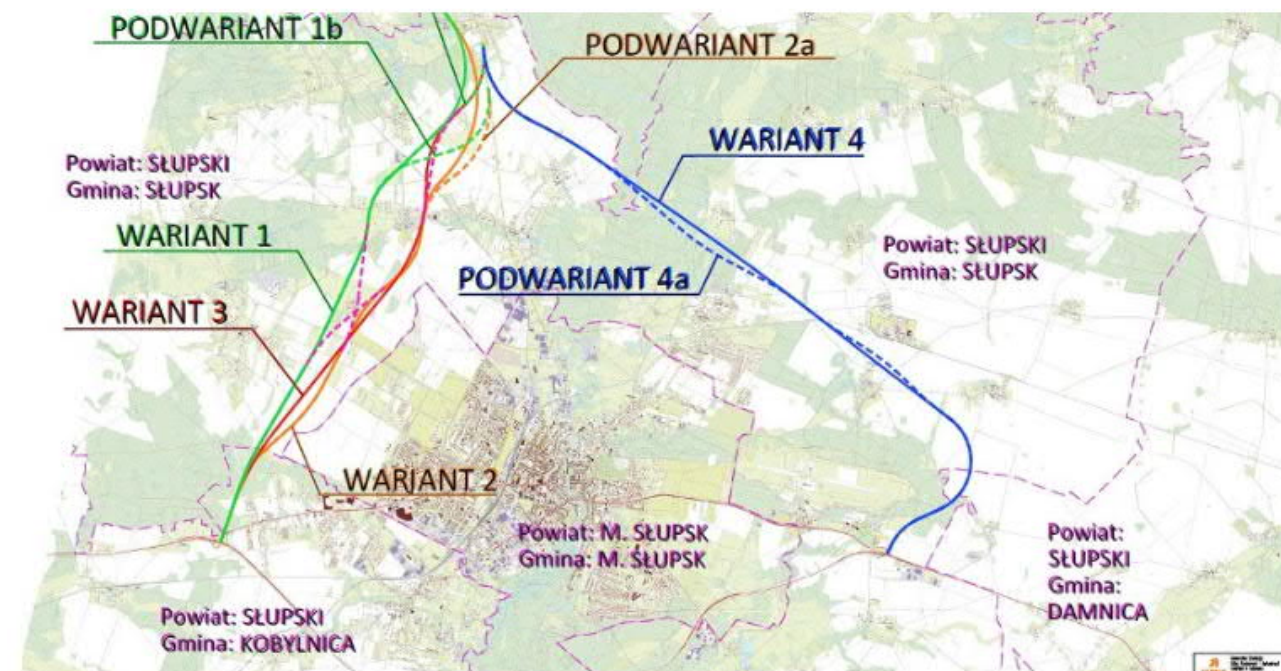 PODWARIANT 1b
PODWARIANT 2a
WARIANT 4
Powiat: SŁUPSKI
Gmina: SŁUPSK
WARIANT 1
Powiat: SŁUPSKI
Gmina: SŁUPSK
PODWARIANT 4a
WARIANT 3
WARIANT 2
Powiat: M. SŁUPSK
Gmina: M. SŁUPSK
Powiat:
SŁUPSKI
Gmina:
DAMNICA
Powiat: SŁUPSKI
Gmina: KOBYLNICA